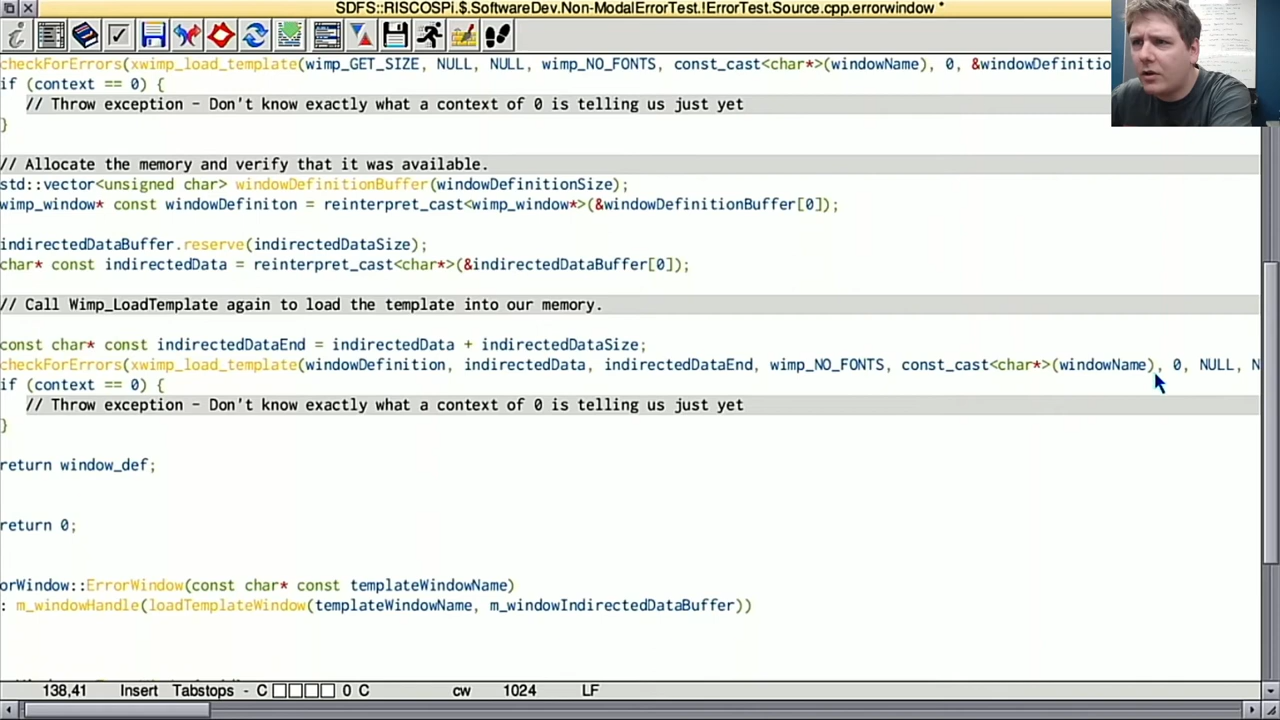 SDFS::RISCOSPi.$.SoftwareDev.Non-ModalErrorTest.!ErrorTest.Source.cpp.errorwindow *
checkForErrors(xwimp_load_template(wimp_GET_SIZE, NULL, NULL, wimp_NO_FONTS, const_cast<char*>(windowName), 0, &windowDefinitio
if (context == 0) {
// Throw exception - Don't know exactly what a context of 0 is telling us just yet
}
// Allocate the memory and verify that it was available.
std::vector<unsigned char> windowDefinitionBuffer(windowDefinitionSize);
wimp_window* const windowDefiniton = reinterpret_cast<wimp_window*>(&windowDefinitionBuffer[0]);
indirectedDataBuffer.reserve(indirectedDataSize);
char* const indirectedData = reinterpret_cast<char*>(&indirectedDataBuffer[0]);
// Call Wimp_LoadTemplate again to load the template into our memory.
const char* const indirectedDataEnd = indirectedData + indirectedDataSize;
checkForErrors(xwimp_load_template(windowDefinition, indirectedData, indirectedDataEnd, wimp_NO_FONTS, const_cast<char*>(windowName), 0, NULL, N
if (context == 0) {
// Throw exception - Don't know exactly what a context of 0 is telling us just yet
}
return window_def;
return 0;
orWindow::ErrorWindow(const char* const templateWindowName)
: m_windowHandle(loadTemplateWindow(templateWindowName, m_windowIndirectedDataBuffer))
138,41 Insert Tabstops - C 0 C cw 1024 LF